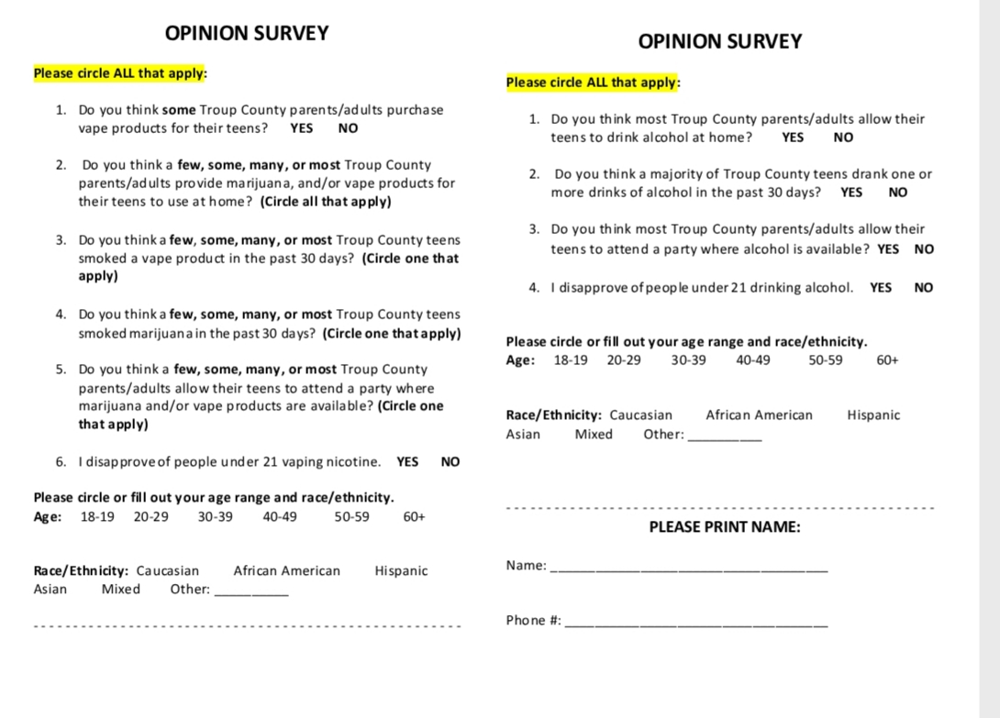 OPINION SURVEY
Please circle ALL that apply:
1. Do you think some Troup County parents/adults purchase
vape products for their teens? YES NO
2. Do you think a few, some, many, or most Troup County
parents/adults provide marijuana, and/or vape products for
their teens to use at home? (Circle all that apply)
3. Do you think a few, some, many, or most Troup County teens
smoked a vape product in the past 30 days? (Circle one that
apply)
4. Do you think a few, some, many, or most Troup County teens
smoked marijuana in the past 30 days? (Circle one that apply)
5. Do you think a few, some, many, or most Troup County
parents/adults allow their teens to attend a party where
marijuana and/or vape products are available? (Circle one
that apply)
6. I disapprove of people under 21 vaping nicotine. YES NO
Please circle or fill out your age range and race/ethnicity.
Age: 18-19 20-29 30-39 40-49 50-59 60+
Race/Ethnicity: Caucasian African American Hispanic
Asian Mixed Other: __________
OPINION SURVEY
Please circle ALL that apply:
1. Do you think most Troup County parents/adults allow their
teens to drink alcohol at home? YES NO
2. Do you think a majority of Troup County teens drank one or
more drinks of alcohol in the past 30 days? YES NO
3. Do you think most Troup County parents/adults allow their
teens to attend a party where alcohol is available? YES NO
4. I disapprove of people under 21 drinking alcohol. YES NO
Please circle or fill out your age range and race/ethnicity.
Age: 18-19 20-29 30-39 40-49 50-59 60+
Race/Ethnicity: Caucasian African American Hispanic
Asian Mixed Other: __________
PLEASE PRINT NAME:
Name: ______________________________________
Phone #: ____________________________________